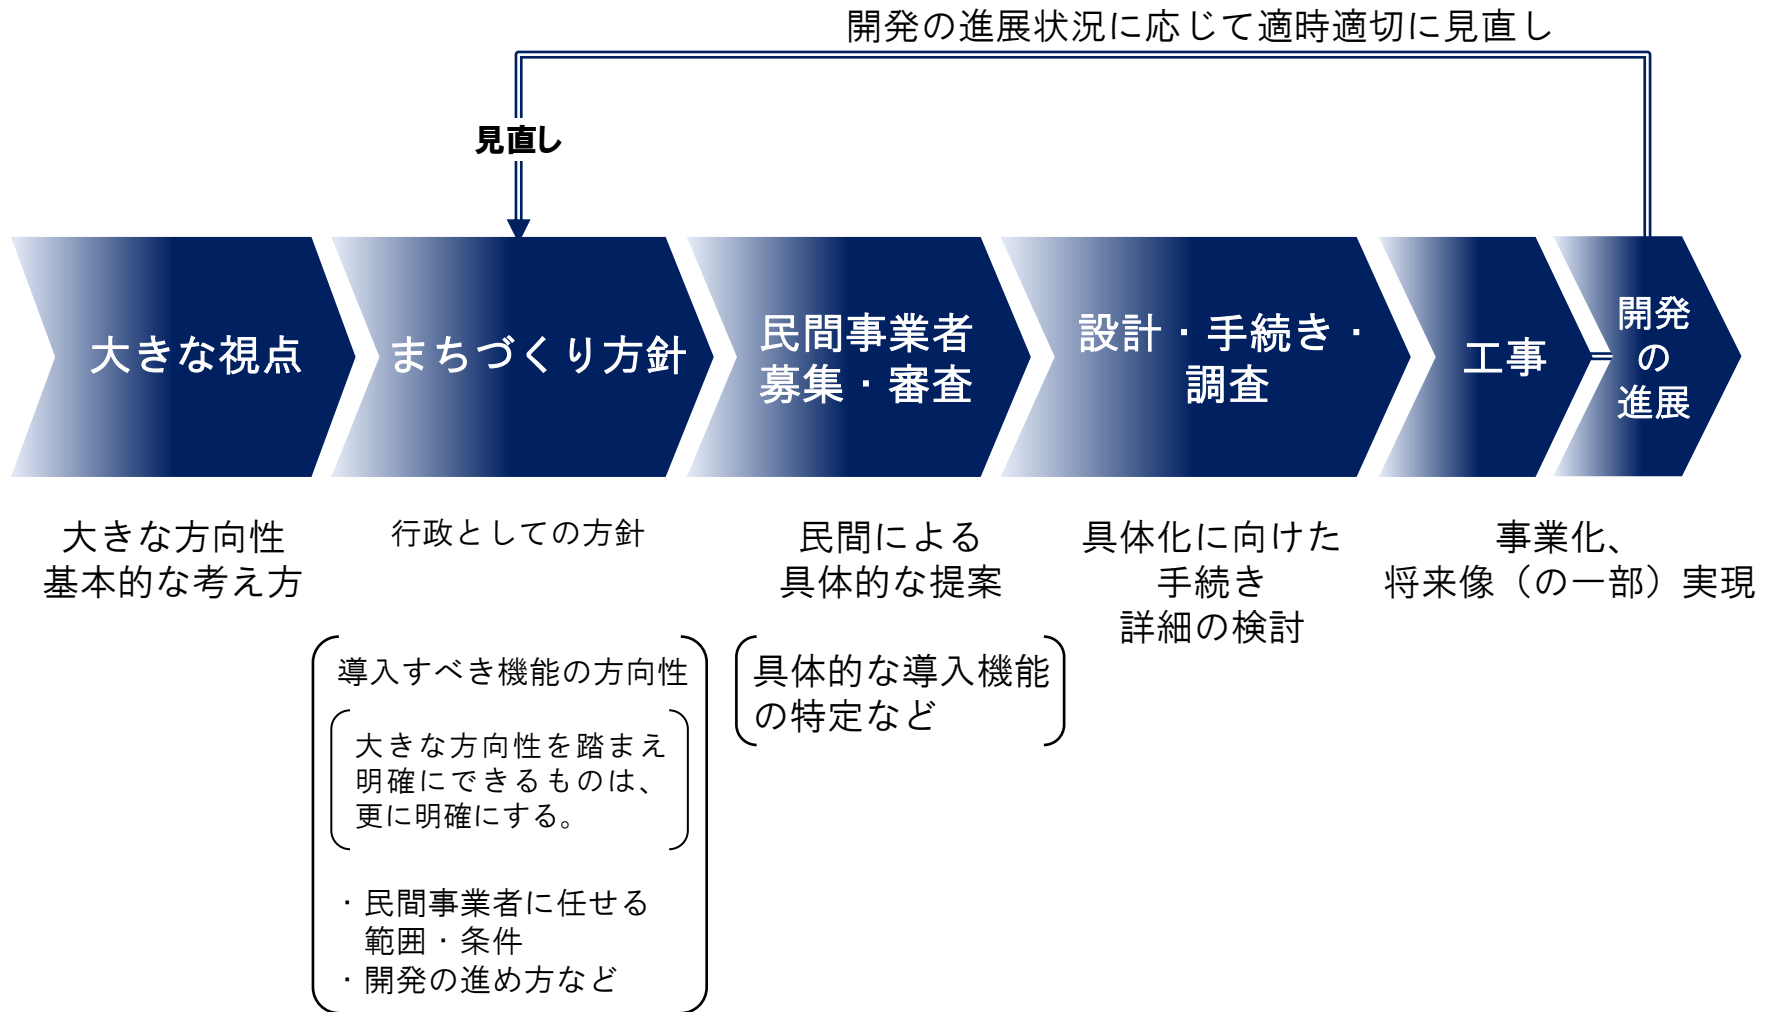 開発の進展状況に応じて適時適切に見直し
見直し
大きな視点
まちづくり方針
民間事業者
募集・審査
設計・手続き・
調査
工事
開発
の
進展
大きな方向性
基本的な考え方
行政としての方針
民間による
具体的な提案
具体化に向けた
手続き
詳細の検討
事業化、
将来像（の一部）実現
導入すべき機能の方向性
大きな方向性を踏まえ
明確にできるものは、
更に明確にする。
・民間事業者に任せる
範囲・条件
・開発の進め方など
具体的な導入機能
の特定など